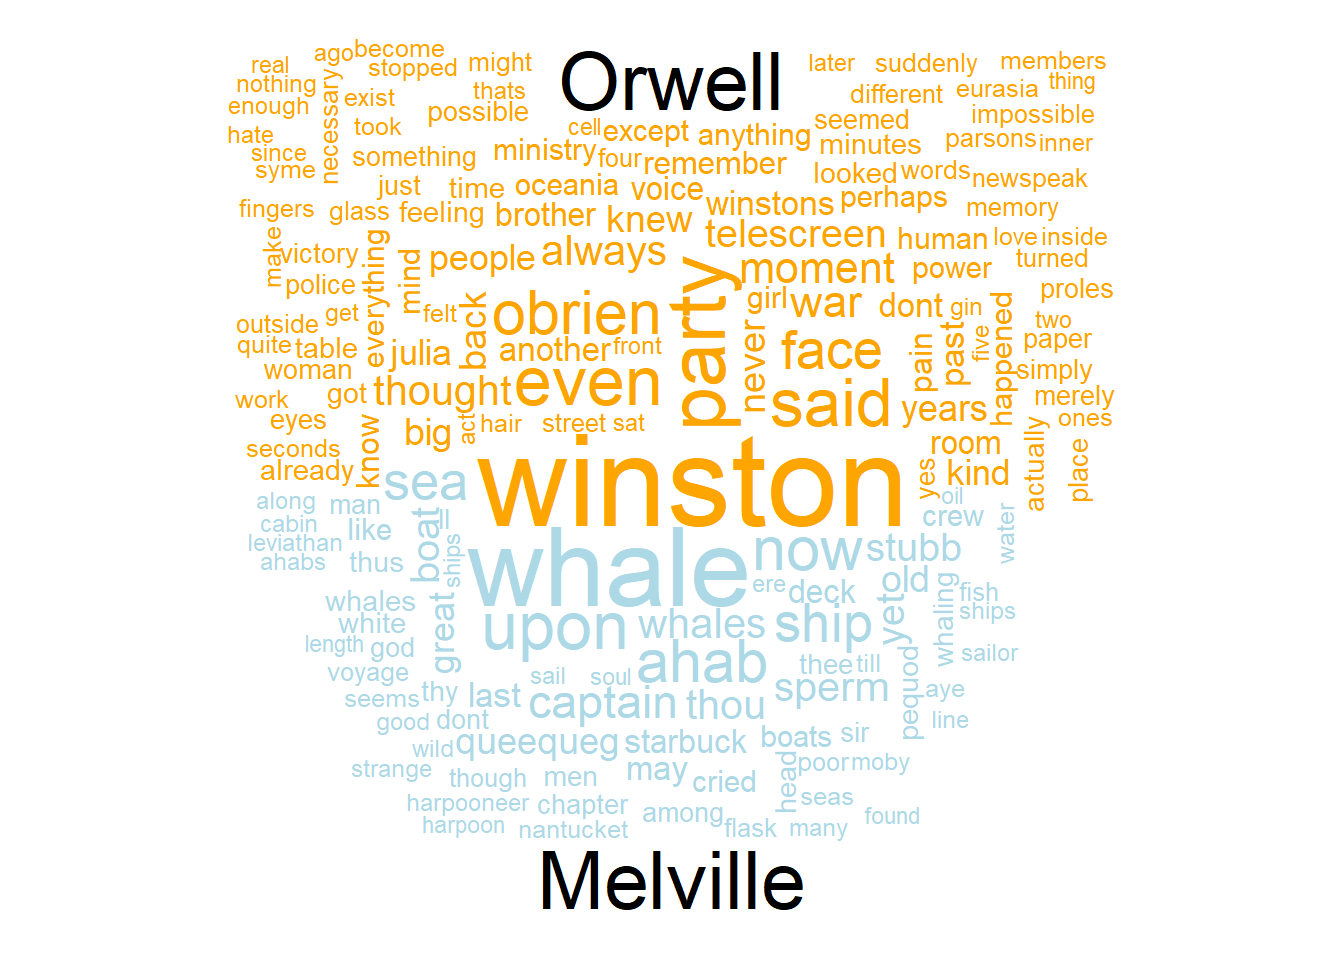 Orwell
ago become
real stopped might later suddenly members
nothing thats different eurasia thing
enough necessary exist possible seemed impossible
hate took cell except anything minutes parsons inner
since something ministry four remember looked words
syme just time oceania voice winstons perhaps newspeak
fingers glass feeling brother knew telescreen human memory
make victory everything mind people always party moment power love inside
police turned
outside get felt back obrien girl war dont gin proles
quite table julia another front never face pain past five happened two paper
woman got thought even said years simply
work merely
eyes know big act hair street sat room actually ones
seconds already winston yes kind place
sea
along man boat = now oil crew water
cabin like whale stubb
leviathan
ahabs thus ships ere deck old
whales great upon whales ship yet whaling fish
white ships
length god ahab thee till sailor
voyage sail soul sperm pequod aye
seems thy last captain thou line
good dont
wild queequeg starbuck boats sir
strange though men may cried head poor moby
harpooneer chapter among seas
harpoon nantucket flask many found
Melville